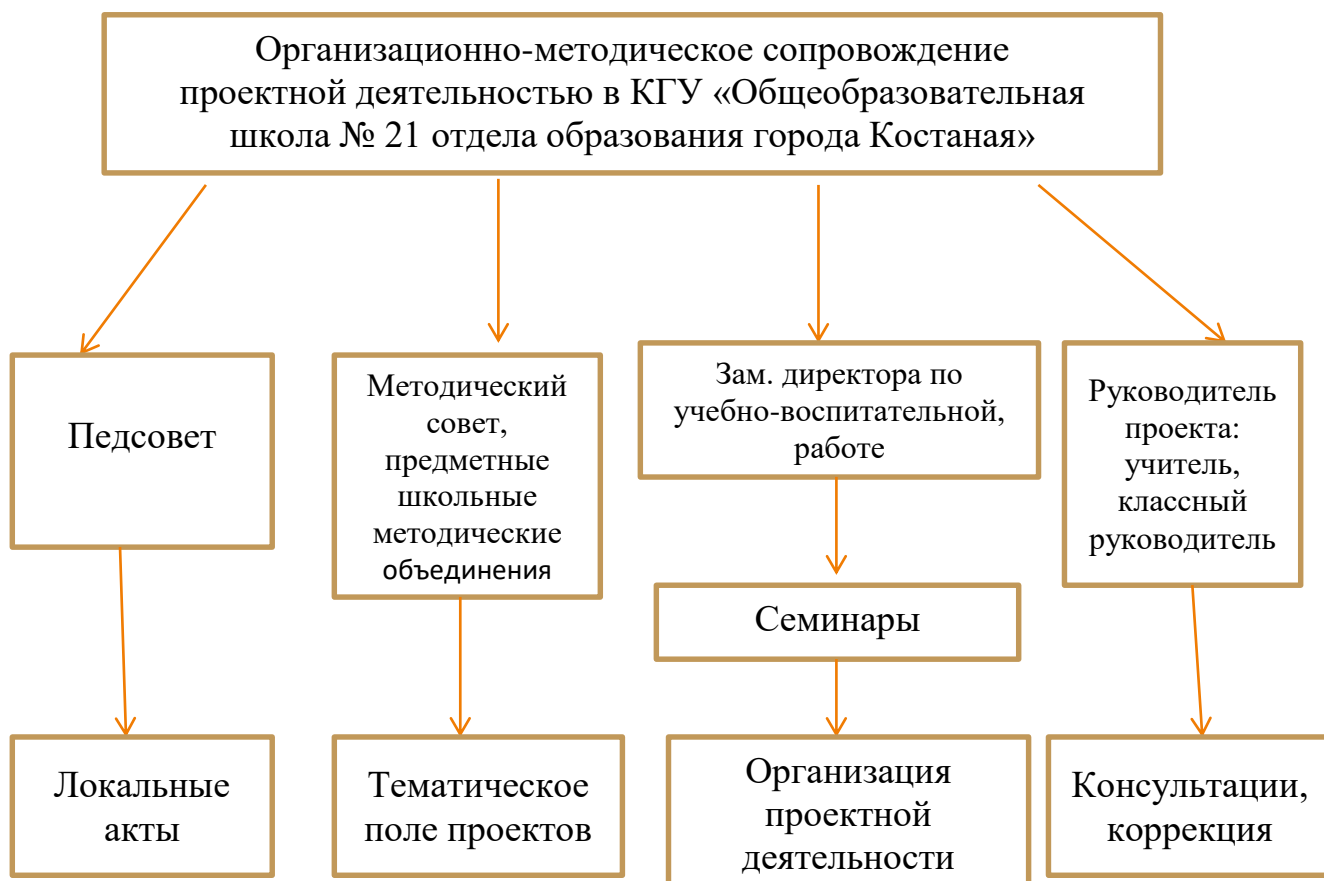 Организационно-методическое сопровождение
проектной деятельностью в КГУ «Общеобразовательная
школа № 21 отдела образования города Костаная»
Педсовет
Методический
совет,
предметные
школьные
методические
объединения
Зам. директора по
учебно-воспитательной,
работе
Руководитель
проекта:
учитель,
классный
руководитель
Семинары
Локальные
акты
Тематическое
поле проектов
Организация
проектной
деятельности
Консультации,
коррекция